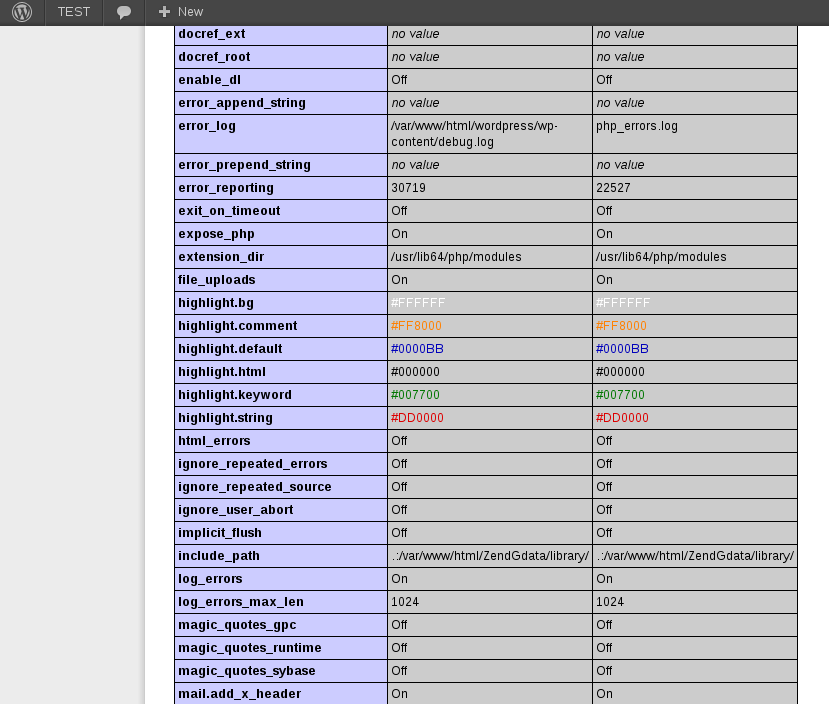 TEST New
docref_ext no value no value
docref_root no value no value
enable_dl Off Off
error_append_string no value no value
error_log /var/www/html/wordpress/wp- php_errors.log
content/debug.log
error_prepend_string no value no value
error_reporting 30719 22527
exit_on_timeout Off Off
expose_php On On
extension_dir /usr/lib64/php/modules /usr/lib64/php/modules
file_uploads On On
highlight.bg #FFFFFF #FFFFFF
highlight.comment #FF8000 #FF8000
highlight.default #0000BB #0000BB
highlight.html #000000 #000000
highlight.keyword #007700 #007700
highlight.string #DD0000 #DD0000
html_errors Off Off
ignore_repeated_errors Off Off
ignore_repeated_source Off Off
ignore_user_abort Off Off
implicit_flush Off Off
include_path .:/var/www/html/ZendGdata/library/ .:/var/www/html/ZendGdata/library/
log_errors On On
log_errors_max_len 1024 1024
magic_quotes_gpc Off Off
magic_quotes_runtime Off Off
magic_quotes_sybase Off Off
mail.add_x_header On On